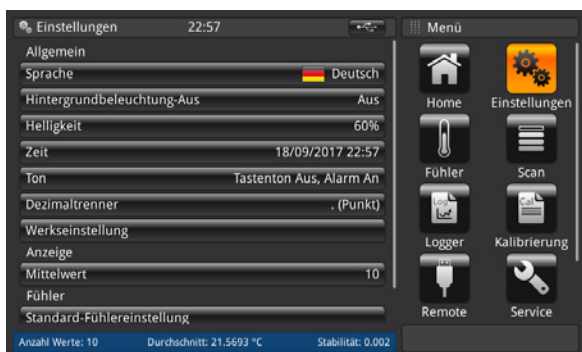 Einstellungen 22:57
Allgemein
Sprache Deutsch
Hintergrundbeleuchtung-Aus Aus
Helligkeit 60%
Zeit 18/09/2017 22:57
Ton Tastenton Aus, Alarm An
Dezimaltrenner . (Punkt)
Werkseinstellung
Anzeige
Mittelwert 10
Fühler
Standard-Fühlereinstellung
Anzahl Werte: 10 Durchschnitt: 21.5693 °C Stabilität: 0.002
Menü
Home Einstellungen
Fühler Scan
Log Cal
Logger Kalibrierung
Remote Service